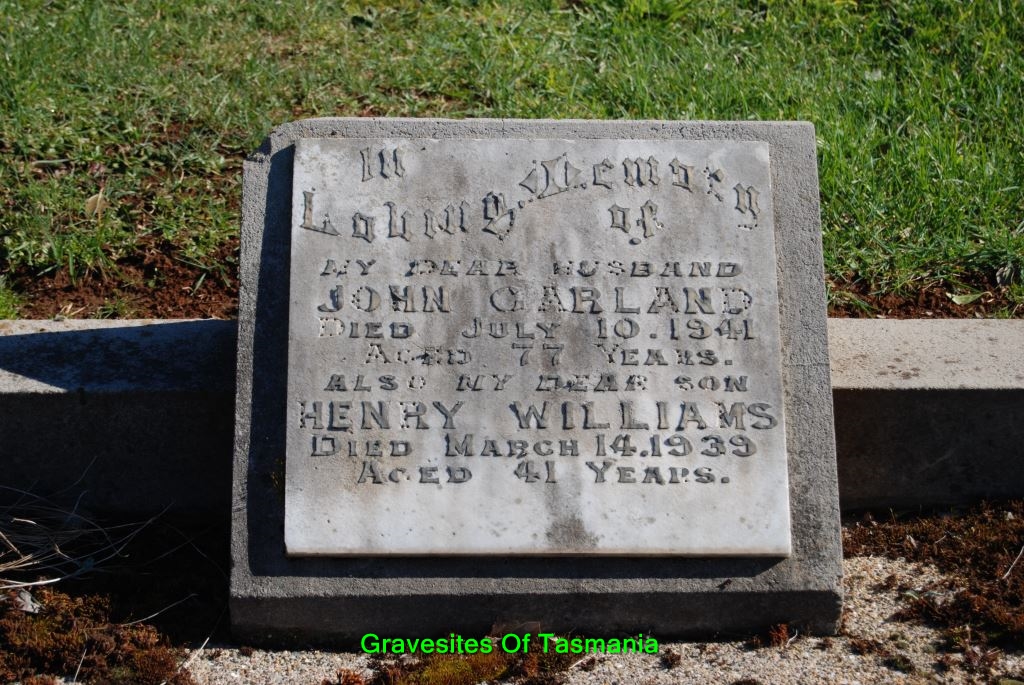 In
Loving Memory
of
MY DEAR HUSBAND
JOHN GARLAND
DIED JULY 10.1941
AGED 77 YEARS.
ALSO MY DEAR SON
HENRY WILLIAMS
DIED MARCH 14.1939
AGED 41 YEARS.
Gravesites Of Tasmania